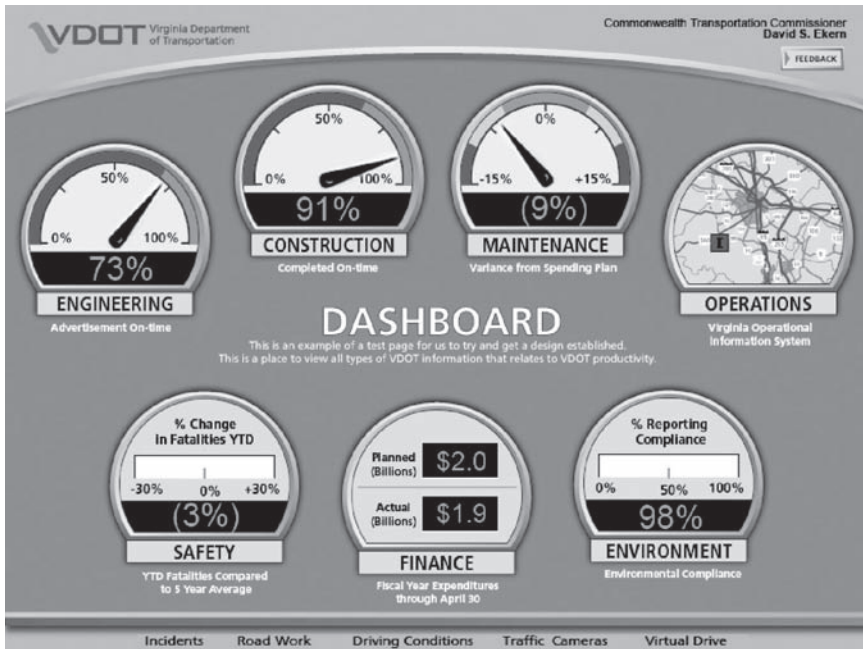 VDOT Virginia Department
of Transportation
Commonwealth Transportation Commissioner
David S. Ekern
FEEDBACK
50%
0% 100%
73%
ENGINEERING
Advertisement On-time
50%
0% 100%
91%
CONSTRUCTION
Completed On-time
0%
-15% +15%
(9%)
MAINTENANCE
Variance from Spending Plan
OPERATIONS
Virginia Operational
Information System
DASHBOARD
This is an example of a test page for us to try and get a design established.
This is a place to view all types of VDOT information that relates to VDOT productivity.
% Change
in Fatalities YTD
-30% 0% +30%
(3%)
SAFETY
YTD Fatalities Compared
to 5 Year Average
Planned
(Billions) $2.0
Actual
(Billions) $1.9
FINANCE
Fiscal Year Expenditures
through April 30
% Reporting
Compliance
0% 50% 100%
98%
ENVIRONMENT
Environmental Compliance
Incidents Road Work Driving Conditions Traffic Cameras Virtual Drive